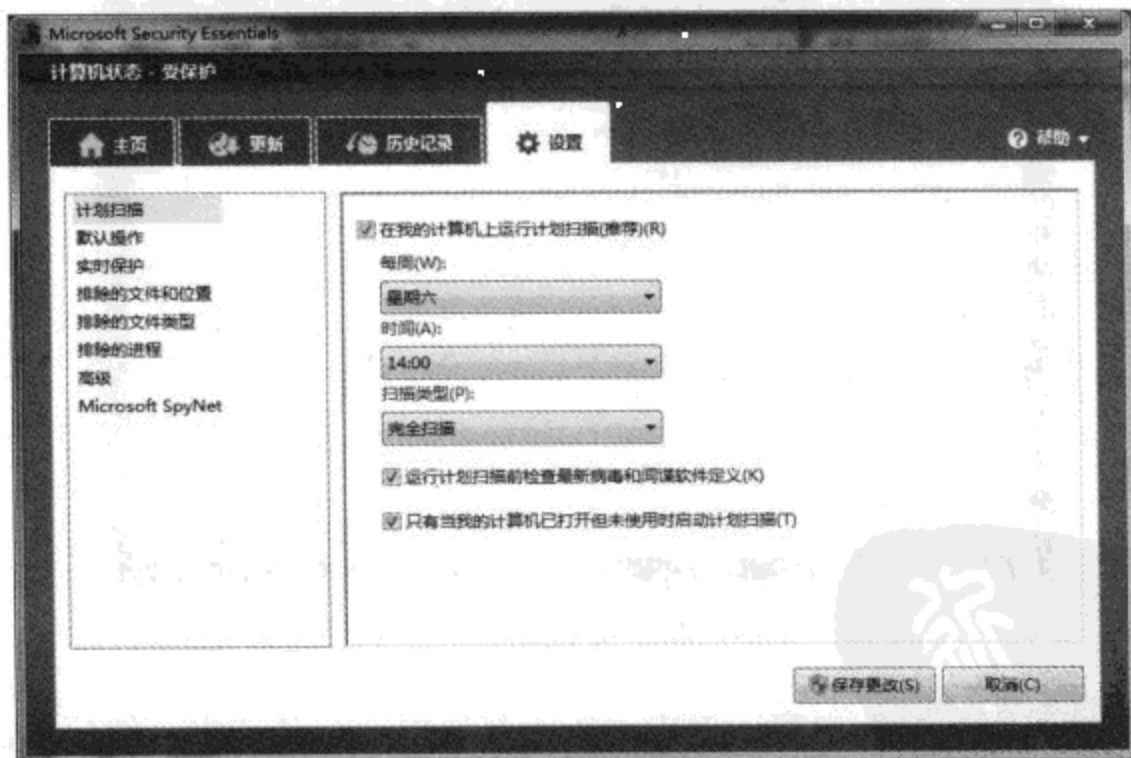 Microsoft Security Essentials
计算机状态 - 受保护
主页
更新
历史记录
设置
帮助
计划扫描
默认操作
实时保护
排除的文件和位置
排除的文件类型
排除的进程
高级
Microsoft SpyNet
在我的计算机上运行计划扫描(推荐)(R)
每周(W):
星期六
时间(A):
14:00
扫描类型(P):
完全扫描
运行计划扫描前检查最新病毒和间谍软件定义(K)
只有当我的计算机已打开但未使用时启动计划扫描(T)
保存更改(S)
取消(C)